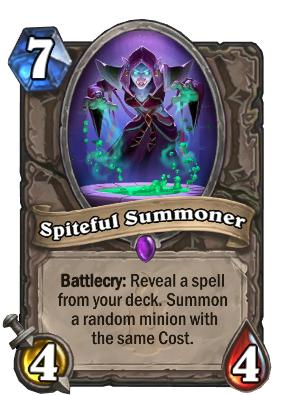 7
Spiteful Summoner
Battlecry: Reveal a spell
from your deck. Summon
a random minion with
the same Cost.
4 4